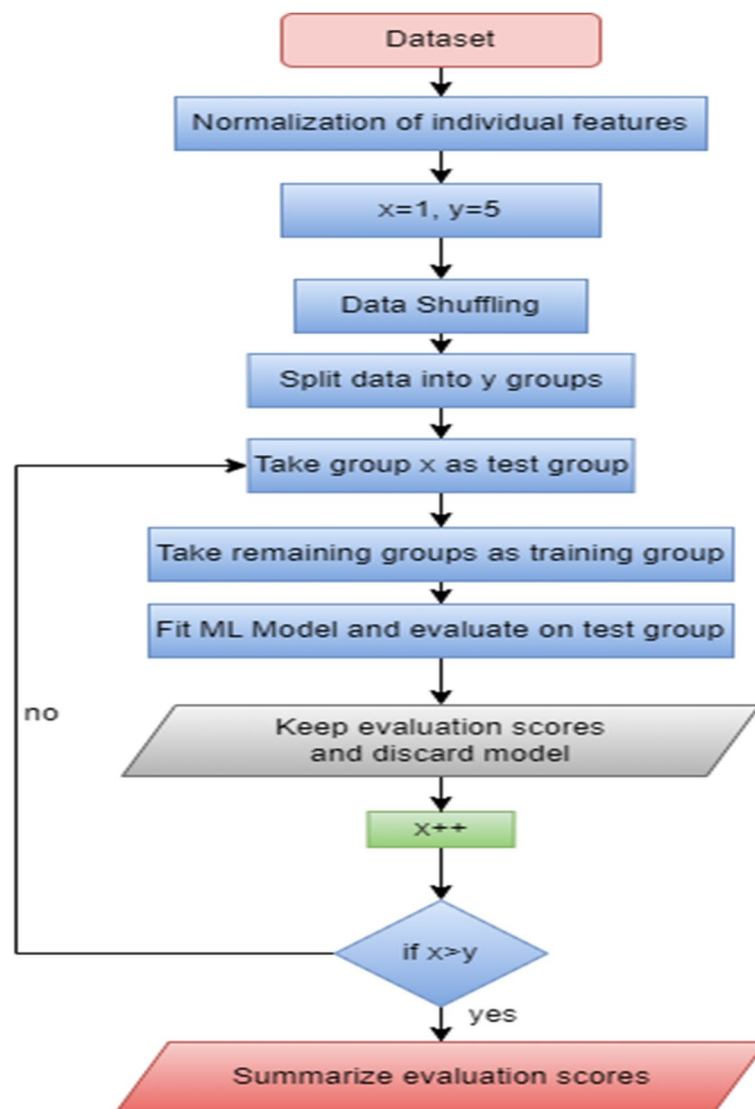 Dataset
Normalization of individual features
x=1, y=5
Data Shuffling
Split data into y groups
Take group x as test group
Take remaining groups as training group
Fit ML Model and evaluate on test group
no
Keep evaluation scores
and discard model
x++
if x>y
yes
Summarize evaluation scores